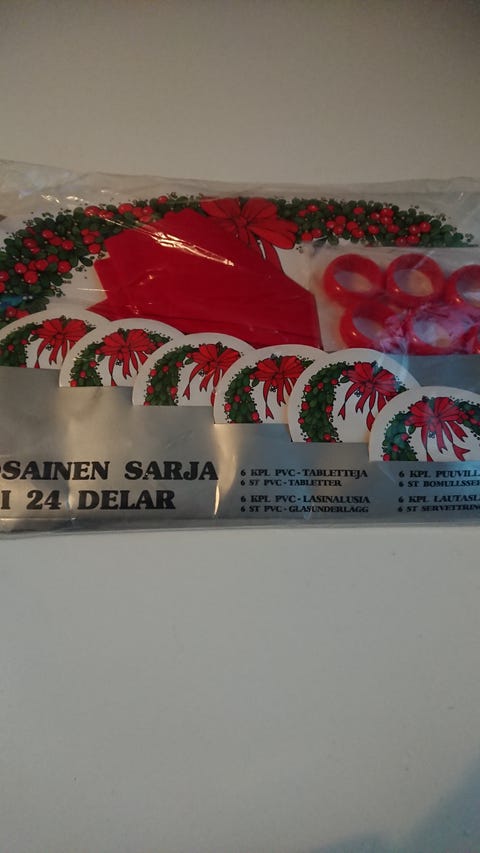 OSAINEN SARJA
I 24 DELAR
6 KPL PVC-TABLETTEJA
6 ST PVC-TABLETTER
6 KPL PVC-LASINALUSIA
6 ST PVC-GLASUNDERLÄGG
6 KPL PUUVILL
6 ST BOMULLSSER
6 KPL LAUTASL
6 ST SERVETTRING